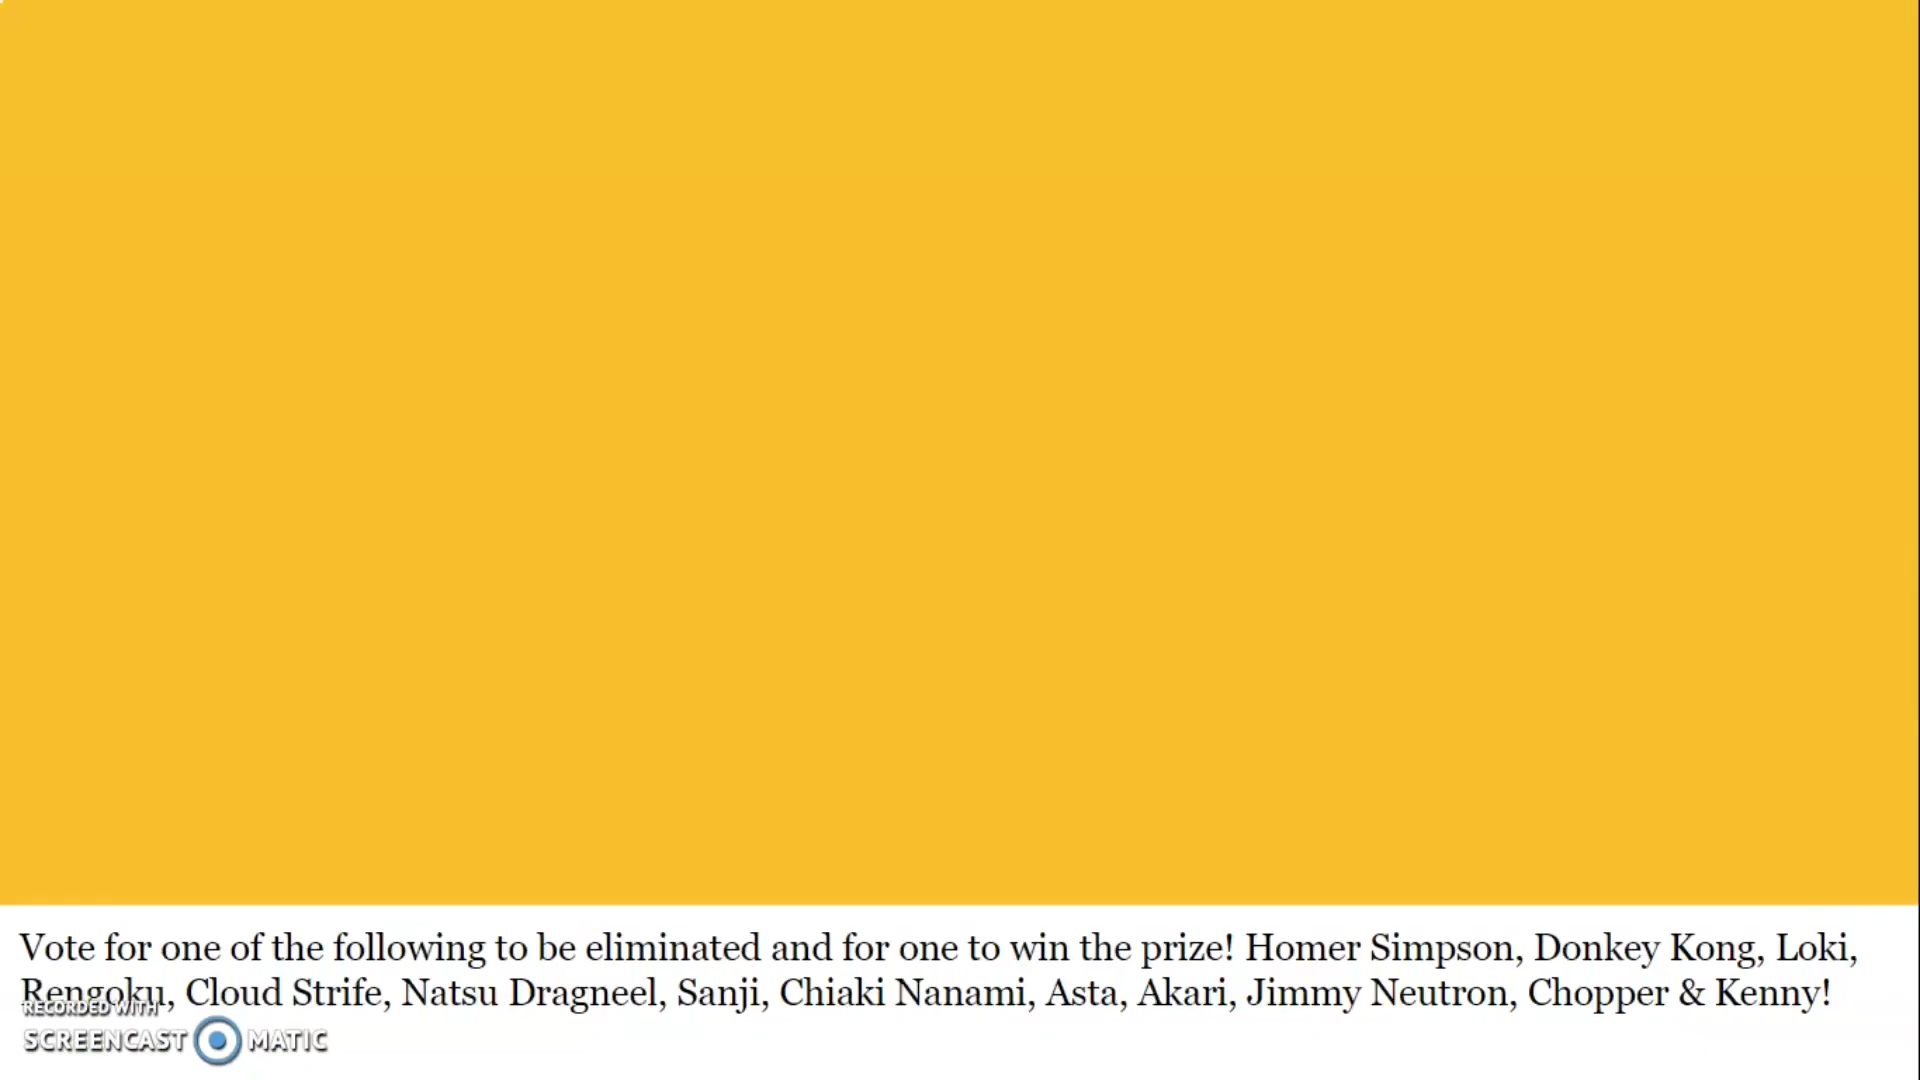 Vote for one of the following to be eliminated and for one to win the prize! Homer Simpson, Donkey Kong, Loki,
Rengoku, Cloud Strife, Natsu Dragneel, Sanji, Chiaki Nanami, Asta, Akari, Jimmy Neutron, Chopper & Kenny!
RECORDED WITH
SCREENCAST MATIC